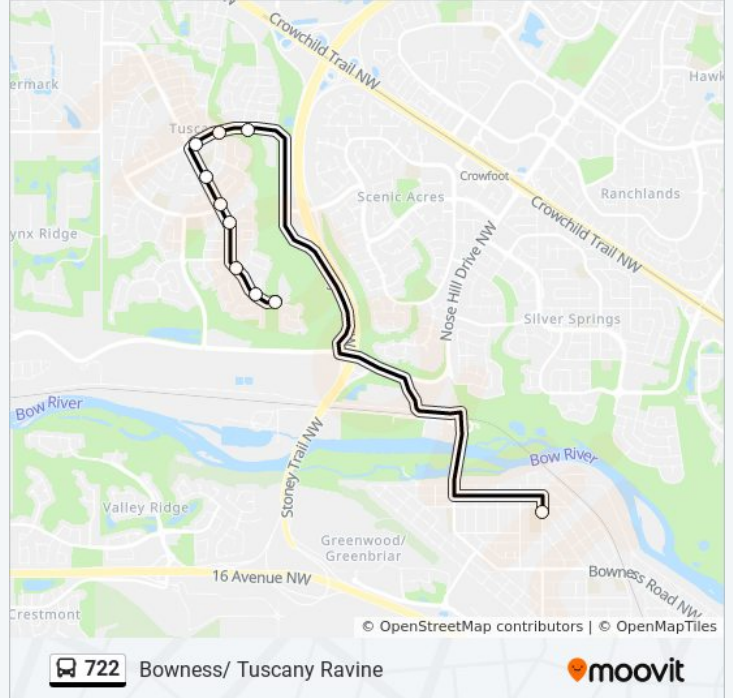 Crowchild Trail NW
ermark
Hawk
Tusca
Crowfoot
Scenic Acres
Ranchlands
Crowchild Trail NW
ynx Ridge
Nose Hill Drive NW
Silver Springs
Bow River
Stoney Trail NW
Bow River
Valley Ridge
Greenwood/
Greenbriar
16 Avenue NW
Bowness Road NW
Crestmont
© OpenStreetMap contributors | © OpenMapTiles
722 Bowness/ Tuscany Ravine
moovit